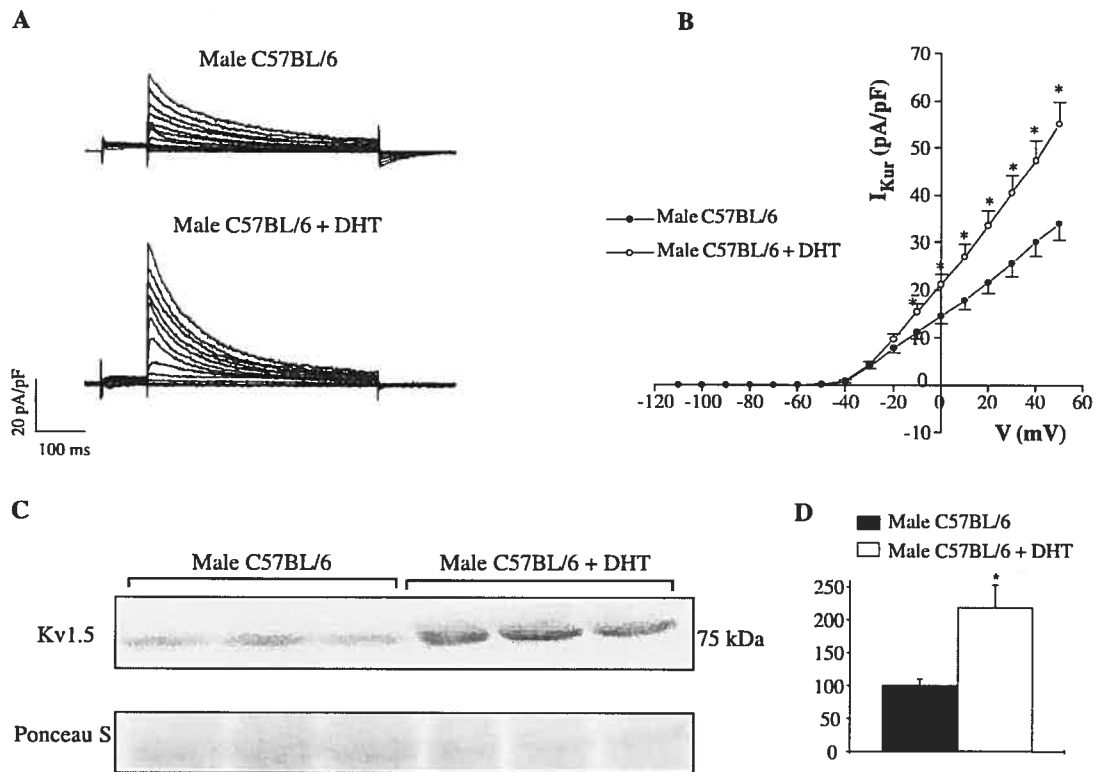 A
Male C57BL/6
Male C57BL/6 + DHT
20 pA/pF
100 ms
B
I_Kur (pA/pF)
70
60
50
40
30
20
10
0
-10
-120 -100 -80 -60 -40 -20 0 20 40 60
V (mV)
Male C57BL/6
Male C57BL/6 + DHT
* * * * * * *
C
Male C57BL/6 Male C57BL/6 + DHT
Kv1.5
75 kDa
Ponceau S
D
Male C57BL/6
Male C57BL/6 + DHT
*
250
200
150
100
50
0